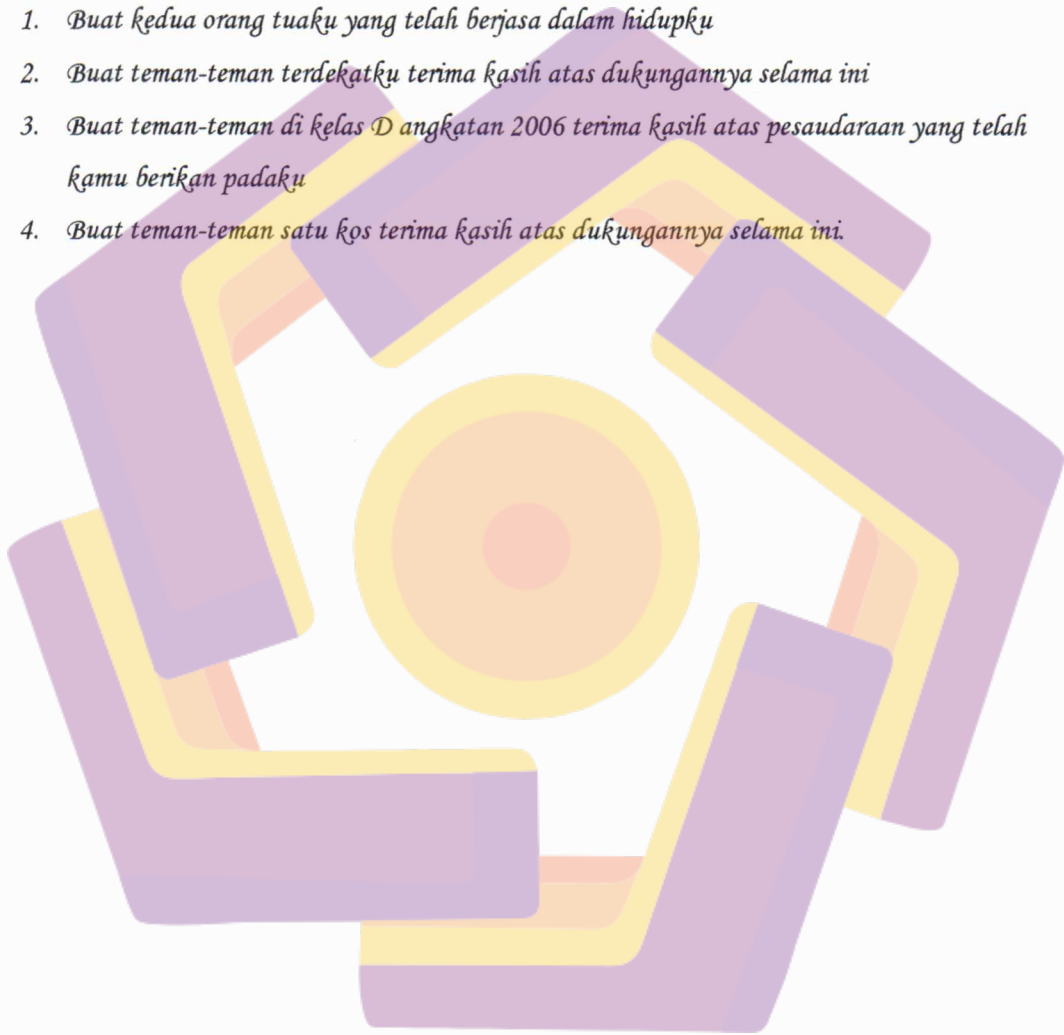 1. Buat kedua orang tuaku yang telah berjasa dalam hidupku
2. Buat teman-teman terdekatku terima kasih atas dukungannya selama ini
3. Buat teman-teman di kelas D angkatan 2006 terima kasih atas pesaudaraan yang telah
kamu berikan padaku
4. Buat teman-teman satu kos terima kasih atas dukungannya selama ini.